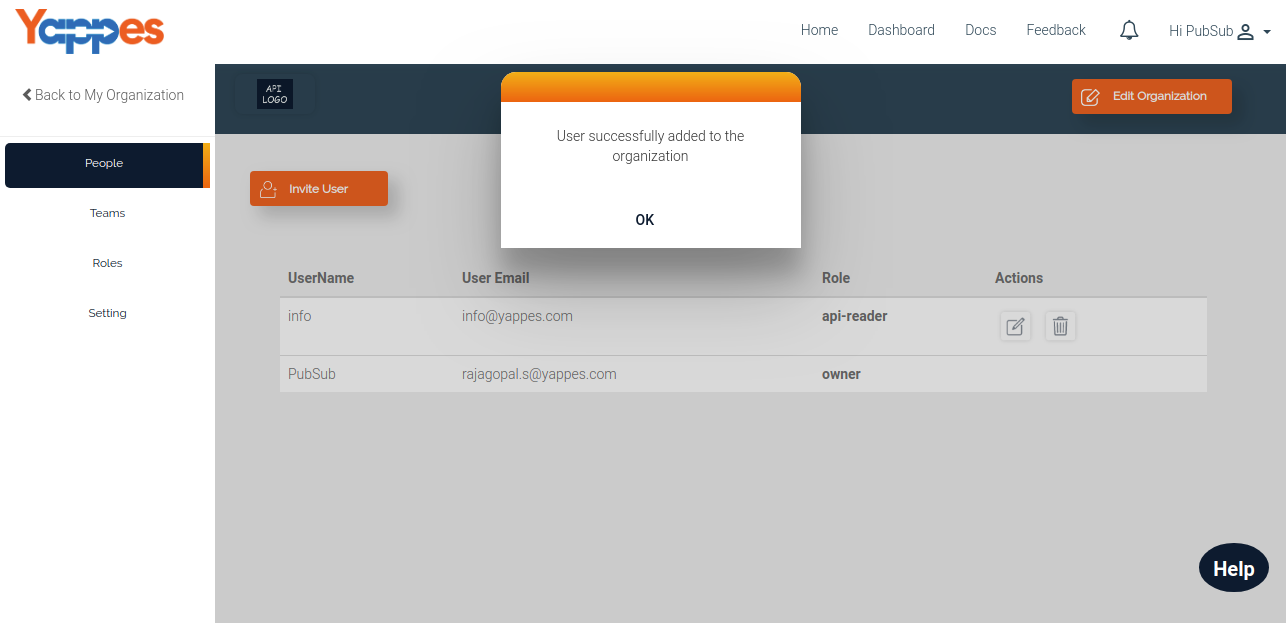 Yappes
Home Dashboard Docs Feedback Hi PubSub
Back to My Organization
API
LOGO
Edit Organization
User successfully added to the
organization
OK
People
Teams
Roles
Setting
Invite User
UserName User Email Role Actions
info info@yappes.com api-reader
PubSub rajagopal.s@yappes.com owner
Help